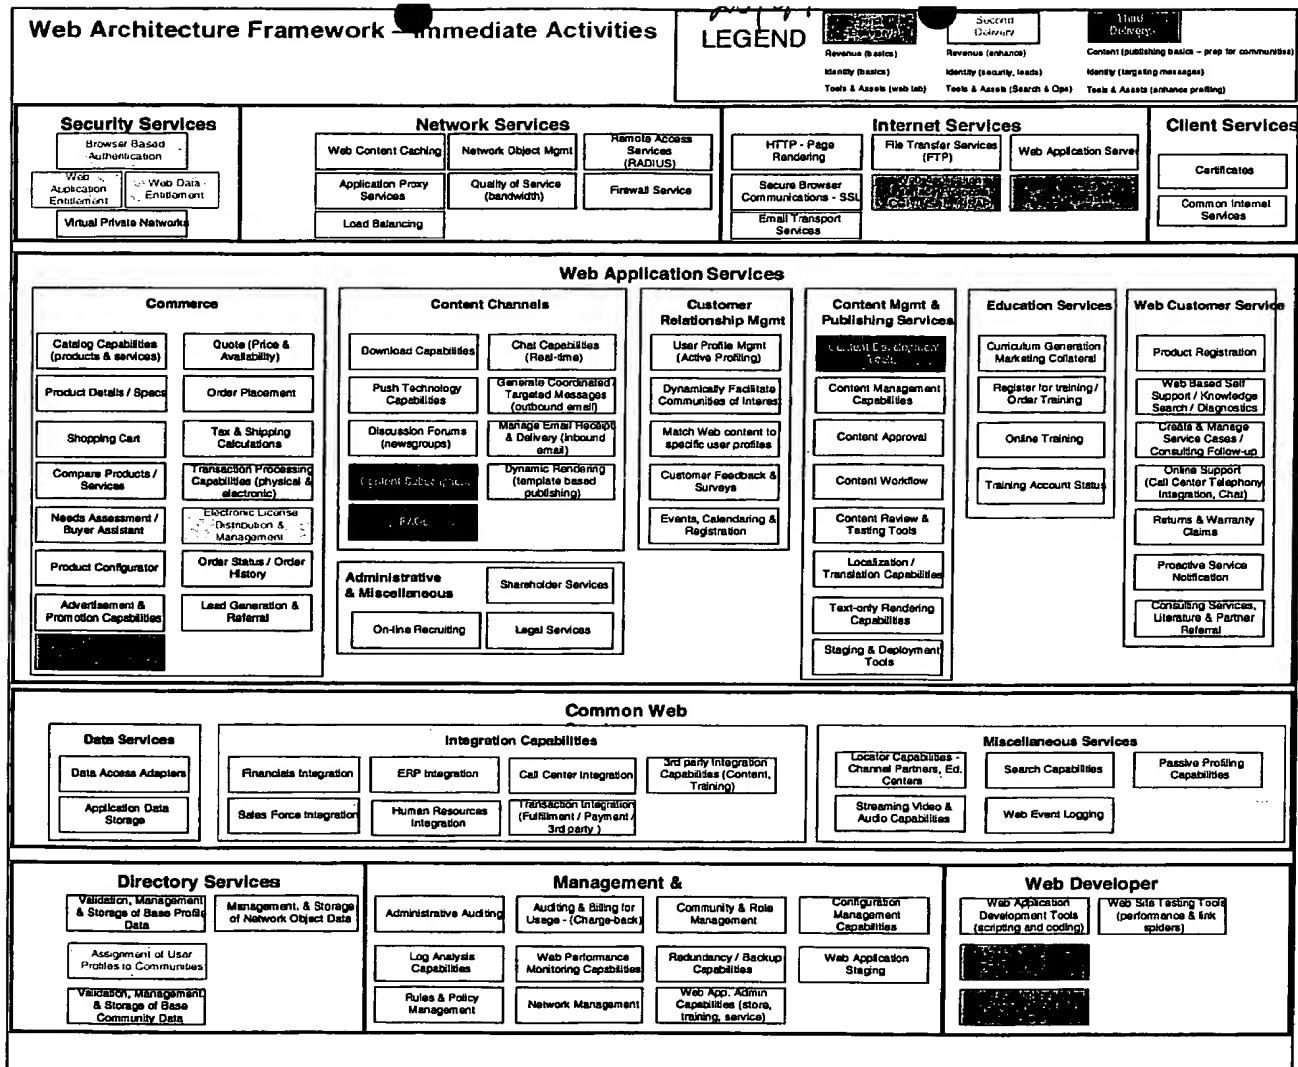 Web Architecture Framework – Immediate Activities
LEGEND
Second
Delivery
Third
Delivery
Revenue (basics)
Revenue (enhance)
Content (publishing basics – prep for communities)
Identity (basics)
Identity (security, leads)
Identity (targeting messages)
Tools & Assets (web lab)
Tools & Assets (Search & Ops)
Tools & Assets (enhance profiling)
Security Services
Browser Based
Authentication
Web
Application
Entitlement
Web Data
Entitlement
Virtual Private Networks
Network Services
Web Content Caching
Network Object Mgmt
Remote Access
Services
(RADIUS)
Application Proxy
Services
Quality of Service
(bandwidth)
Firewall Service
Load Balancing
Internet Services
HTTP - Page
Rendering
File Transfer Services
(FTP)
Web Application Server
Secure Browser
Communications - SSL
Email Transport
Services
Client Services
Certificates
Common Internet
Services
Web Application Services
Commerce
Catalog Capabilities
(products & services)
Quote (Price &
Availability)
Product Details / Specs
Order Placement
Shopping Cart
Tax & Shipping
Calculations
Compare Products /
Services
Transaction Processing
Capabilities (physical &
electronic)
Needs Assessment /
Buyer Assistant
Electronic License
Distribution &
Management
Product Configurator
Order Status / Order
History
Advertisement &
Promotion Capabilities
Lead Generation &
Referral
Content Channels
Download Capabilities
Chat Capabilities
(Real-time)
Push Technology
Capabilities
Generate Coordinated /
Targeted Messages
(outbound email)
Discussion Forums
(newsgroups)
Manage Email Receipt
& Delivery (inbound
email)
Content Subscription
Dynamic Rendering
(template based
publishing)
FAQs
Administrative
& Miscellaneous
Shareholder Services
On-line Recruiting
Legal Services
Customer
Relationship Mgmt
User Profile Mgmt
(Active Profiling)
Dynamically Facilitate
Communities of Interest
Match Web content to
specific user profiles
Customer Feedback &
Surveys
Events, Calendaring &
Registration
Content Mgmt &
Publishing Services
Content Development
Tools
Content Management
Capabilities
Content Approval
Content Workflow
Content Review &
Testing Tools
Localization /
Translation Capabilities
Text-only Rendering
Capabilities
Staging & Deployment
Tools
Education Services
Curriculum Generation
Marketing Collateral
Register for training /
Order Training
Online Training
Training Account Status
Web Customer Service
Product Registration
Web Based Self
Support / Knowledge
Search / Diagnostics
Create & Manage
Service Cases /
Consulting Follow-up
Online Support
(Call Center Telephony
Integration, Chat)
Returns & Warranty
Claims
Proactive Service
Notification
Consulting Services,
Literature & Partner
Referral
Common Web
Data Services
Data Access Adapters
Application Data
Storage
Integration Capabilities
Financials Integration
ERP Integration
Call Center Integration
3rd party Integration
Capabilities (Content,
Training)
Sales Force Integration
Human Resources
Integration
Transaction Integration
(Fulfillment / Payment /
3rd party )
Miscellaneous Services
Locator Capabilities -
Channel Partners, Ed.
Centers
Search Capabilities
Passive Profiling
Capabilities
Streaming Video &
Audio Capabilities
Web Event Logging
Directory Services
Validation, Management
& Storage of Base Profile
Data
Management, & Storage
of Network Object Data
Assignment of User
Profiles to Communities
Validation, Management
& Storage of Base
Community Data
Management &
Administrative Auditing
Auditing & Billing for
Usage - (Charge-back)
Community & Role
Management
Configuration
Management Capabilities
Log Analysis
Capabilities
Web Performance
Monitoring Capabilities
Redundancy / Backup
Capabilities
Web Application
Staging
Rules & Policy
Management
Network Management
Web App. Admin
Capabilities (store,
training, service)
Web Developer
Web Application
Development Tools
(scripting and coding)
Web Site Testing Tools
(performance & link
spiders)